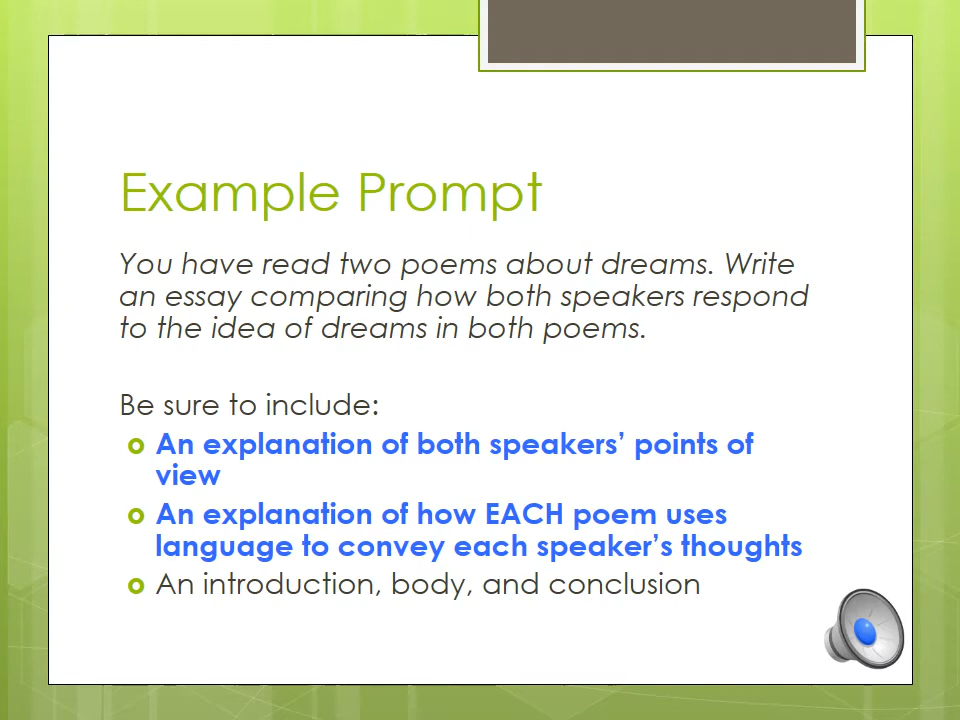 Example Prompt
You have read two poems about dreams. Write
an essay comparing how both speakers respond
to the idea of dreams in both poems.
Be sure to include:
An explanation of both speakers’ points of
view
An explanation of how EACH poem uses
language to convey each speaker’s thoughts
An introduction, body, and conclusion